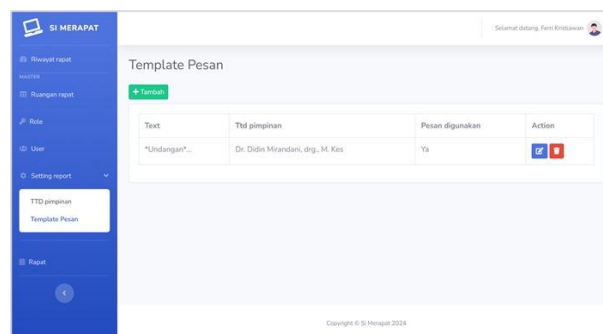 SI MERAPAT
Selamat datang, Ferri Kristiawan
Riwayat rapat
MASTER
Ruangan rapat
Role
User
Setting report
TTD pimpinan
Template Pesan
Rapat
Template Pesan
+ Tambah
Text Ttd pimpinan Pesan digunakan Action
*Undangan*... Dr. Didin Mirandani, drg., M. Kes Ya
Copyright © Si Merapat 2024